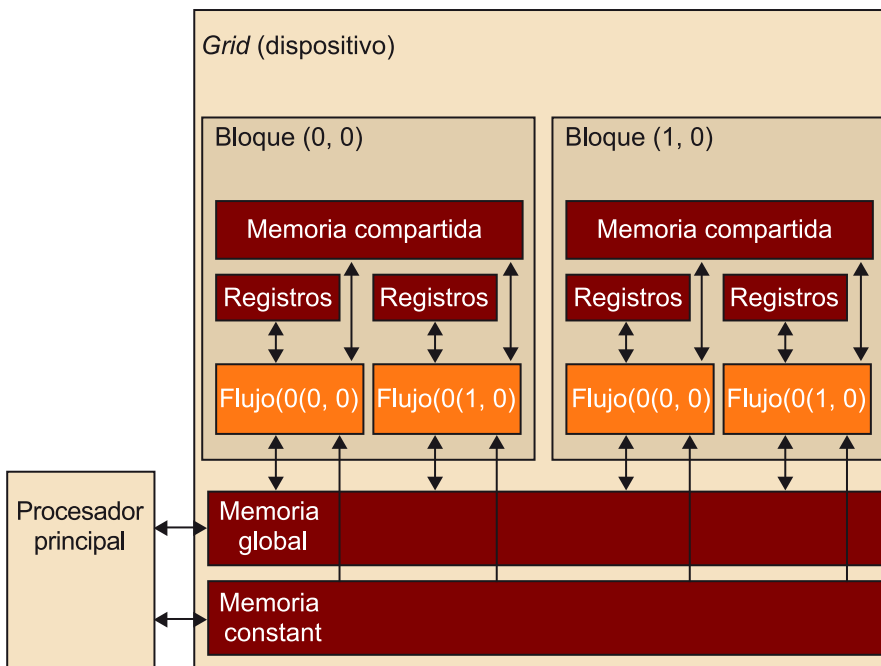 Grid (dispositivo)
Bloque (0, 0)
Bloque (1, 0)
Memoria compartida
Memoria compartida
Registros
Registros
Registros
Registros
Flujo(0(0, 0)
Flujo(0(1, 0)
Flujo(0(0, 0)
Flujo(0(1, 0)
Procesador
principal
Memoria
global
Memoria
constant